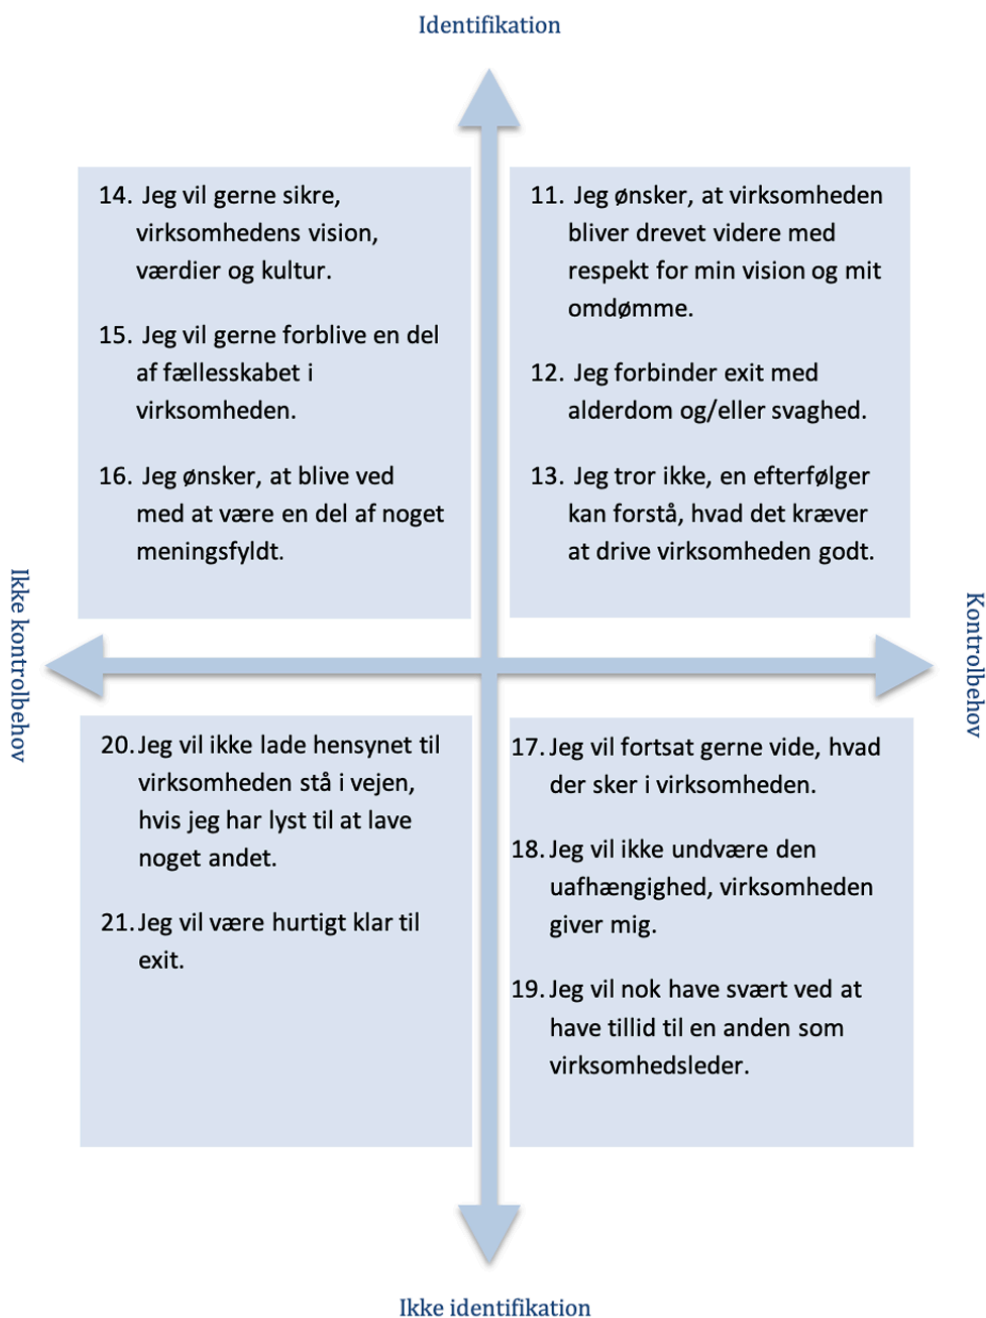 Identifikation
14. Jeg vil gerne sikre,
virksomhedens vision,
værdier og kultur.
15. Jeg vil gerne forblive en del
af fællesskabet i
virksomheden.
16. Jeg ønsker, at blive ved
med at være en del af noget
meningsfyldt.
11. Jeg ønsker, at virksomheden
bliver drevet videre med
respekt for min vision og mit
omdømme.
12. Jeg forbinder exit med
alderdom og/eller svaghed.
13. Jeg tror ikke, en efterfølger
kan forstå, hvad det kræver
at drive virksomheden godt.
Ikke kontrolbehov
Kontrolbehov
20. Jeg vil ikke lade hensynet til
virksomheden stå i vejen,
hvis jeg har lyst til at lave
noget andet.
21. Jeg vil være hurtigt klar til
exit.
17. Jeg vil fortsat gerne vide, hvad
der sker i virksomheden.
18. Jeg vil ikke undvære den
uafhængighed, virksomheden
giver mig.
19. Jeg vil nok have svært ved at
have tillid til en anden som
virksomhedsleder.
Ikke identifikation